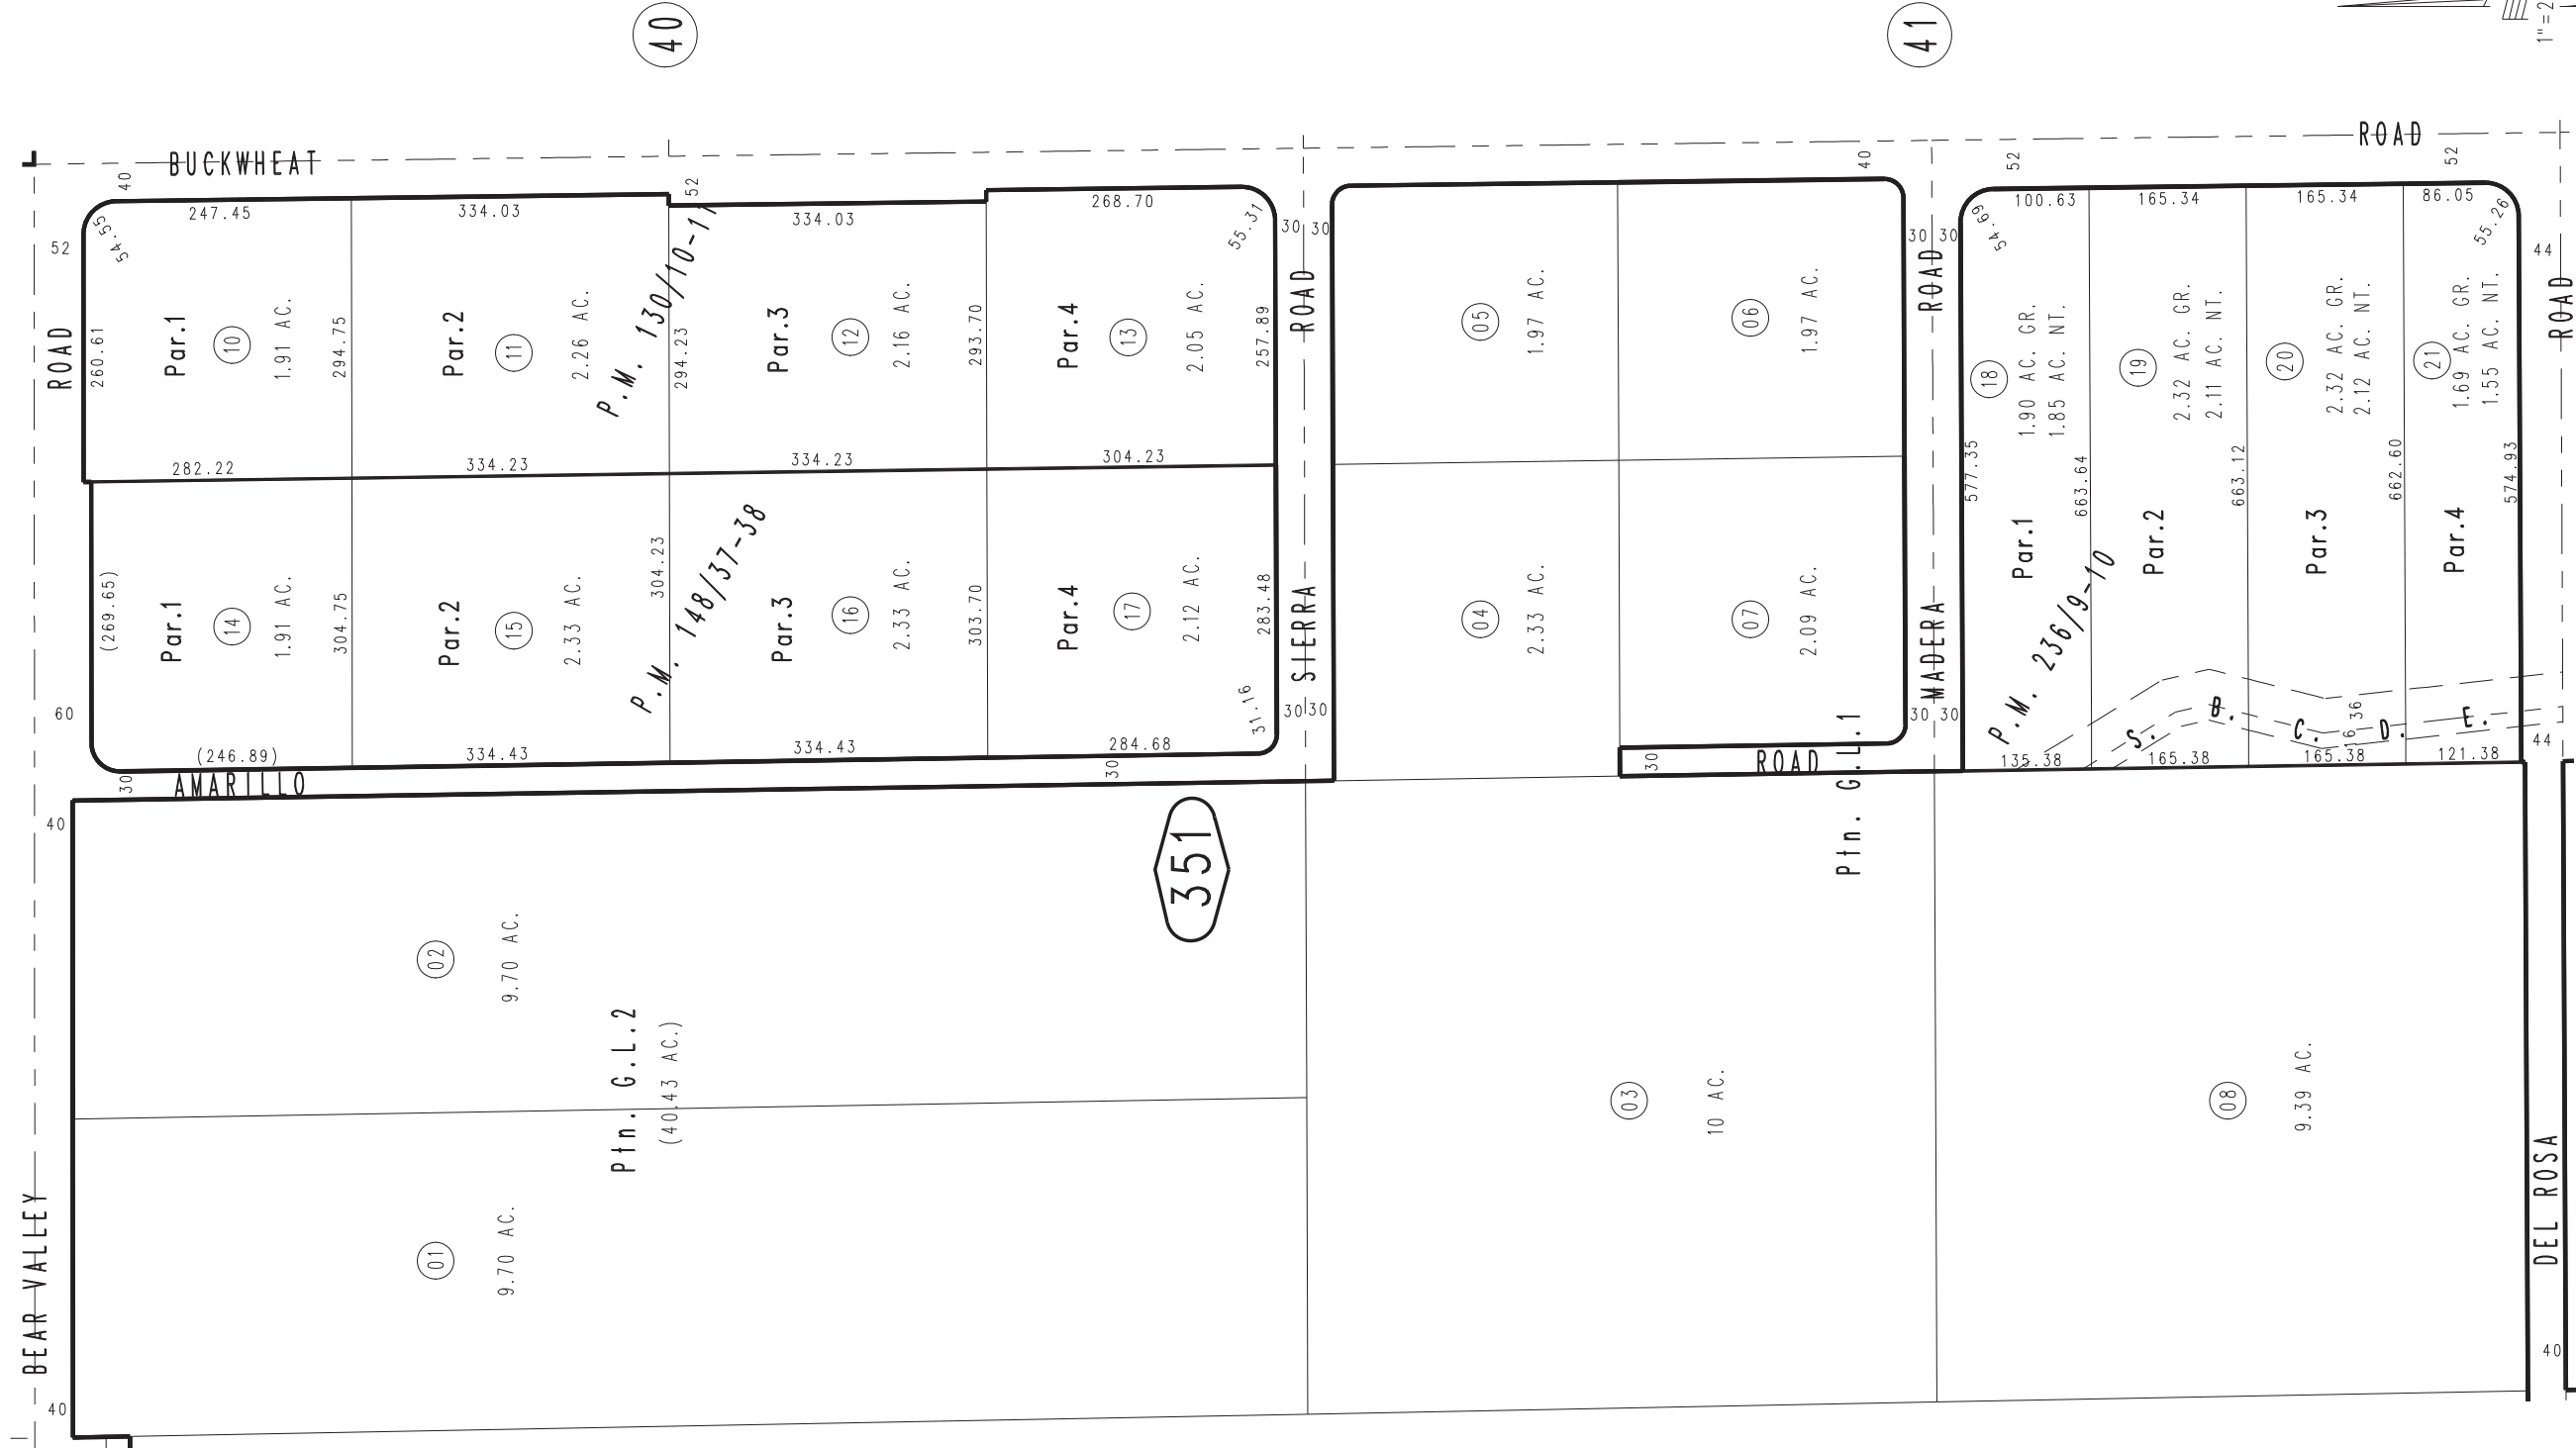 40
41
1"=2
BUCKWHEAT
ROAD
40
52
40
52
52
247.45
334.03
334.03
268.70
100.63
165.34
165.34
86.05
52
54.55
55.31
30
30
30
30
54.69
55.26
44
ROAD
260.61
Par.1
10
1.91 AC.
294.75
Par.2
11
2.26 AC.
P.M. 130/10-11
294.23
Par.3
12
2.16 AC.
293.70
Par.4
13
2.05 AC.
257.89
ROAD
05
1.97 AC.
06
1.97 AC.
ROAD
18
1.90 AC. GR.
1.85 AC. NT.
19
2.32 AC. GR.
2.11 AC. NT.
20
2.32 AC. GR.
2.12 AC. NT.
21
1.69 AC. GR.
1.55 AC. NT.
ROAD
282.22
334.23
334.23
304.23
577.35
663.64
663.12
662.60
574.93
(269.65)
Par.1
14
1.91 AC.
304.75
Par.2
15
2.33 AC.
304.23
P.M. 148/37-38
Par.3
16
2.33 AC.
303.70
Par.4
17
2.12 AC.
283.48
SIERRA
04
2.33 AC.
07
2.09 AC.
MADERA
Par.1
Par.2
Par.3
Par.4
P.M. 236/9-10
60
31.16
30
30
30
30
S. B. C. D. E.
36
44
(246.89)
334.43
334.43
284.68
135.38
165.38
165.38
121.38
30
AMARILLO
30
30
ROAD
40
351
Ptn. G.L.1
02
9.70 AC.
Ptn. G.L.2
(40.43 AC.)
03
10 AC.
08
9.39 AC.
01
9.70 AC.
BEAR VALLEY
DEL ROSA
40
40